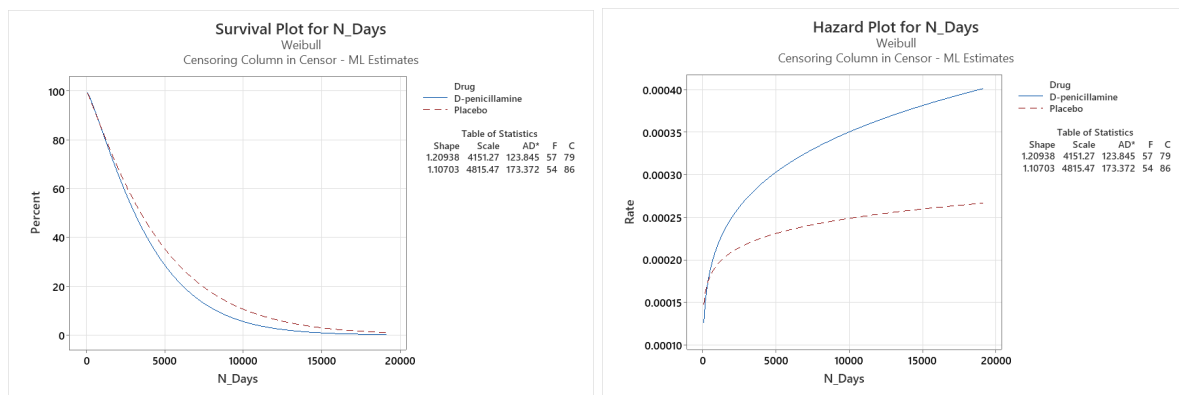 Survival Plot for N_Days
Weibull
Censoring Column in Censor - ML Estimates
100
80
60
40
20
0
Percent
0 5000 10000 15000 20000
N_Days
Drug
D-penicillamine
Placebo
Table of Statistics
Shape Scale AD* F C
1.20938 4151.27 123.845 57 79
1.10703 4815.47 173.372 54 86
Hazard Plot for N_Days
Weibull
Censoring Column in Censor - ML Estimates
0.00040
0.00035
0.00030
0.00025
0.00020
0.00015
0.00010
Rate
0 5000 10000 15000 20000
N_Days
Drug
D-penicillamine
Placebo
Table of Statistics
Shape Scale AD* F C
1.20938 4151.27 123.845 57 79
1.10703 4815.47 173.372 54 86